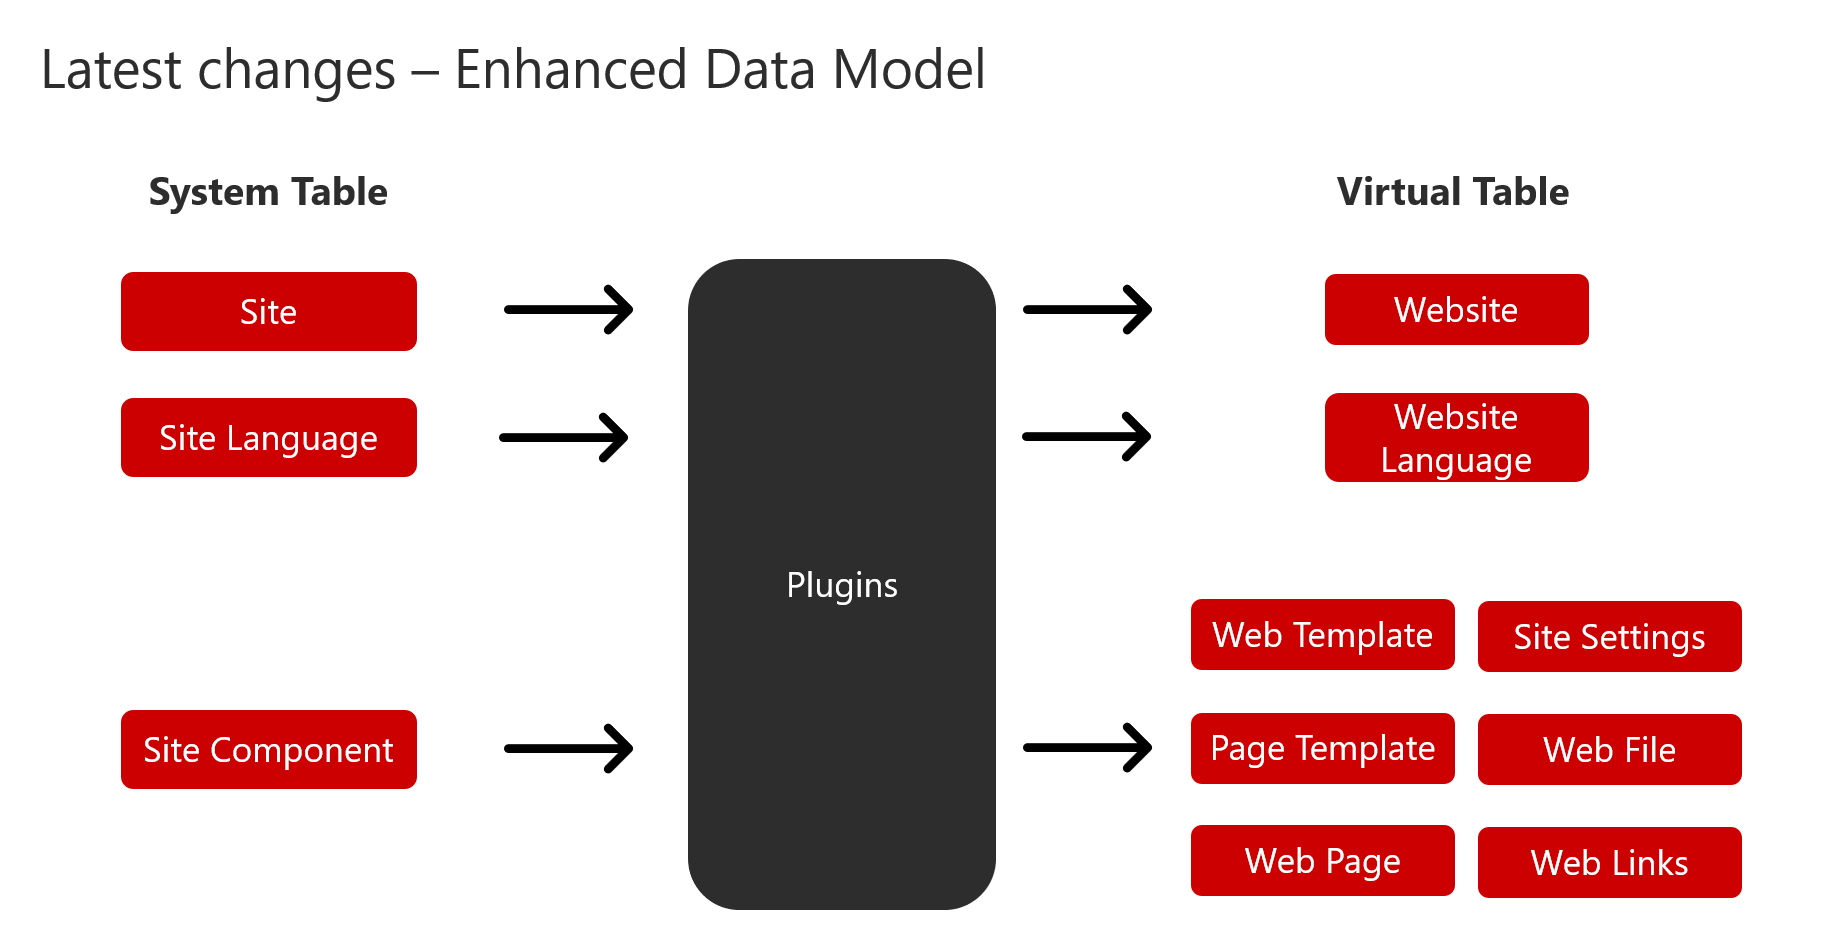 Latest changes – Enhanced Data Model
System Table
Virtual Table
Site
Website
Site Language
Website
Language
Plugins
Web Template
Site Settings
Site Component
Page Template
Web File
Web Page
Web Links